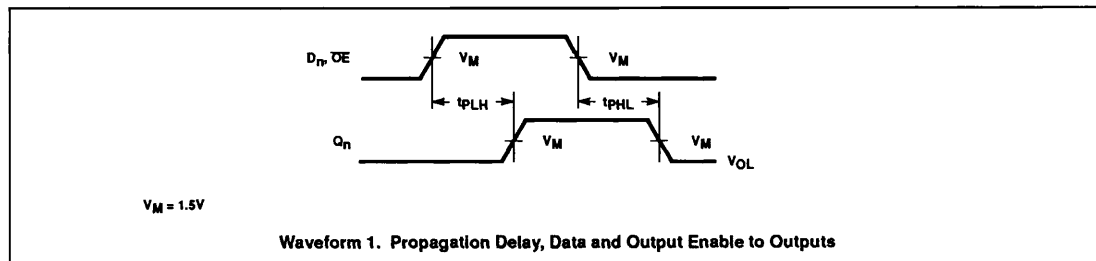 Dn, OE
VM
VM
tPLH
tPHL
Qn
VM
VM
VOL
VM = 1.5V
Waveform 1. Propagation Delay, Data and Output Enable to Outputs